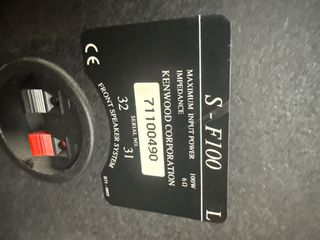 S - F100 L
MAXIMUM INPUT POWER 100W
IMPEDANCE 6Ω
KENWOOD CORPORATION
71100490
SERIAL NO.
32 31
FRONT SPEAKER SYSTEM
CE